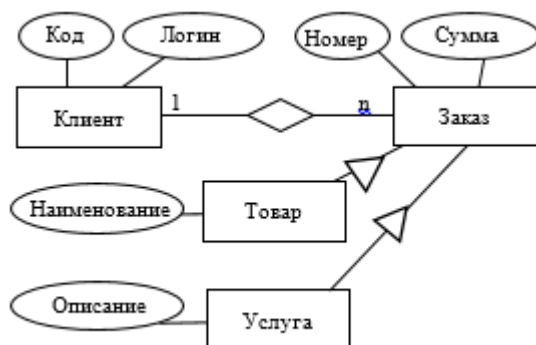 Код
Логин
Номер
Сумма
Клиент
1
n
Заказ
Наименование
Товар
Описание
Услуга